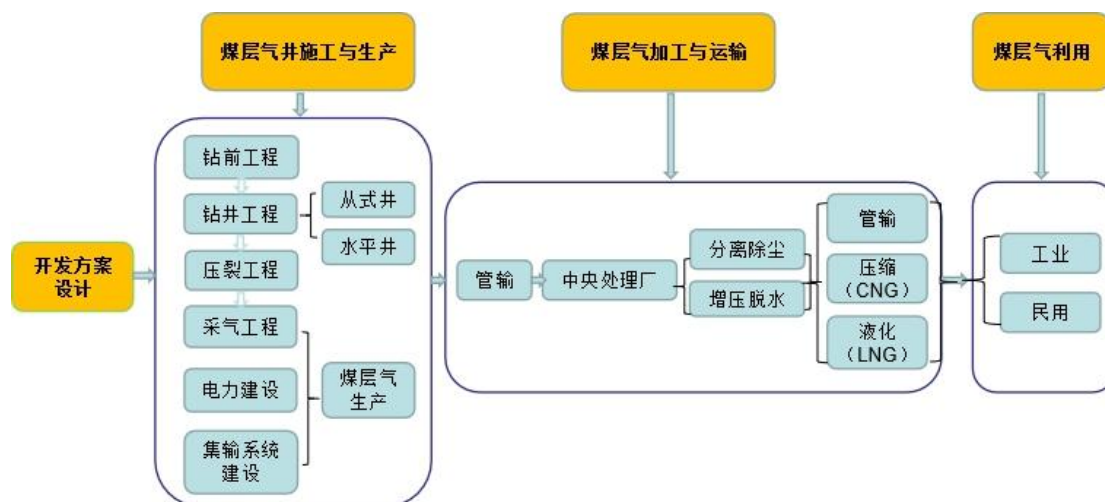 煤层气井施工与生产
煤层气加工与运输
煤层气利用
开发方案
设计
钻前工程
钻井工程
从式井
水平井
压裂工程
采气工程
电力建设
集输系统
建设
煤层气
生产
管输
中央处理厂
分离除尘
增压脱水
管输
压缩
（CNG）
液化
（LNG）
工业
民用